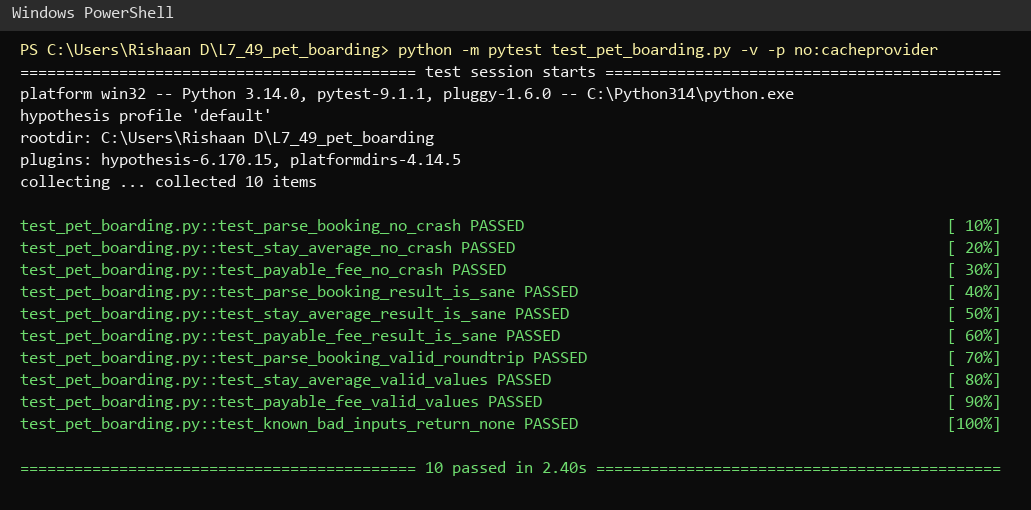 Windows PowerShell
PS C:\Users\Rishaan D\L7_49_pet_boarding> python -m pytest test_pet_boarding.py -v -p no:cacheprovider
============================================ test session starts ============================================
platform win32 -- Python 3.14.0, pytest-9.1.1, pluggy-1.6.0 -- C:\Python314\python.exe
hypothesis profile 'default'
rootdir: C:\Users\Rishaan D\L7_49_pet_boarding
plugins: hypothesis-6.170.15, platformdirs-4.14.5
collecting ... collected 10 items
test_pet_boarding.py::test_parse_booking_no_crash PASSED [ 10%]
test_pet_boarding.py::test_stay_average_no_crash PASSED [ 20%]
test_pet_boarding.py::test_payable_fee_no_crash PASSED [ 30%]
test_pet_boarding.py::test_parse_booking_result_is_sane PASSED [ 40%]
test_pet_boarding.py::test_stay_average_result_is_sane PASSED [ 50%]
test_pet_boarding.py::test_payable_fee_result_is_sane PASSED [ 60%]
test_pet_boarding.py::test_parse_booking_valid_roundtrip PASSED [ 70%]
test_pet_boarding.py::test_stay_average_valid_values PASSED [ 80%]
test_pet_boarding.py::test_payable_fee_valid_values PASSED [ 90%]
test_pet_boarding.py::test_known_bad_inputs_return_none PASSED [100%]
============================================ 10 passed in 2.40s =============================================